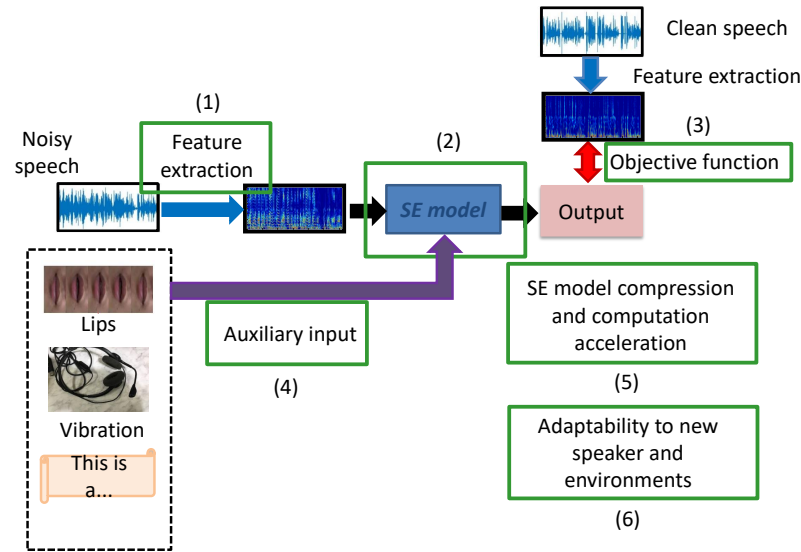 Clean speech
Feature extraction
(1)
(3)
Noisy
speech
Feature
extraction
(2)
Objective function
SE model
Output
Lips
Auxiliary input
(4)
SE model compression
and computation
acceleration
(5)
Vibration
This is
a...
Adaptability to new
speaker and
environments
(6)